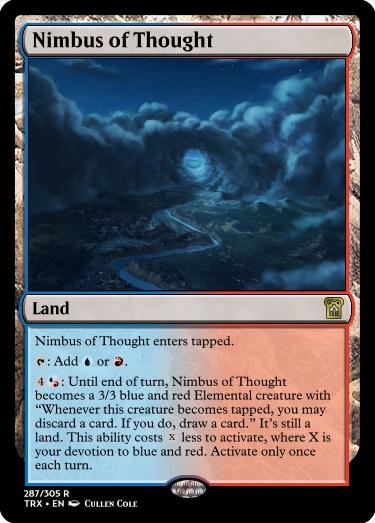 Nimbus of Thought
Land
Nimbus of Thought enters tapped.
: Add or .
4 : Until end of turn, Nimbus of Thought
becomes a 3/3 blue and red Elemental creature with
“Whenever this creature becomes tapped, you may
discard a card. If you do, draw a card.” It’s still a
land. This ability costs X less to activate, where X is
your devotion to blue and red. Activate only once
each turn.
287/305 R
TRX • EN Cullen Cole